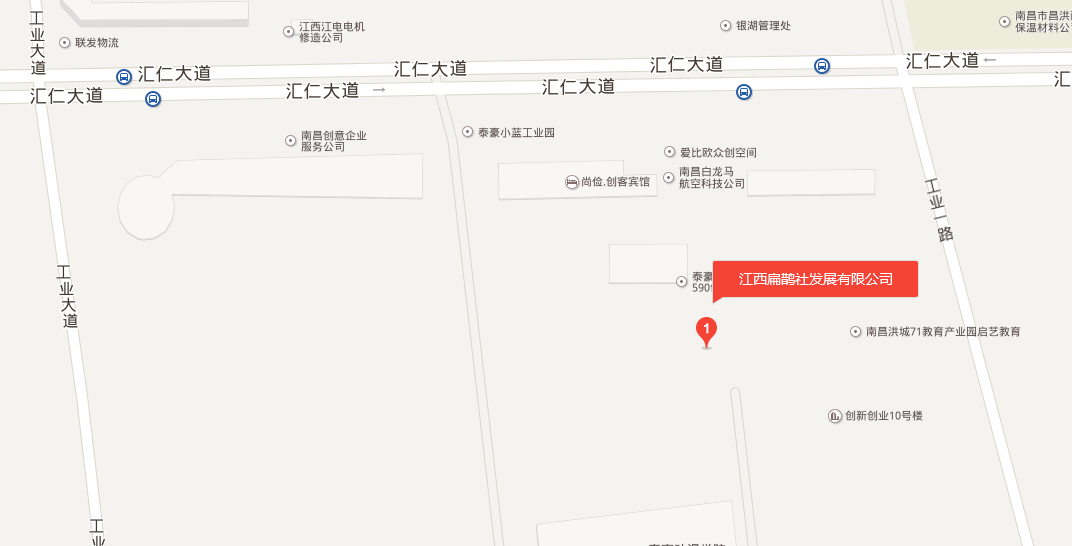 工业大道
联发物流
江西江电电机
修造公司
银湖管理处
南昌市昌洪
保温材料公
汇仁大道
汇仁大道
汇仁大道
汇仁大道
汇仁大道
汇仁大道
汇仁大道
汇
南昌创意企业
服务公司
泰豪小蓝工业园
爱比欧众创空间
南昌白龙马
航空科技公司
尚俭.创客宾馆
工业一路
工业大道
泰豪
590
江西扁鹊社发展有限公司
1
南昌洪城71教育产业园启艺教育
创新创业10号楼
工业